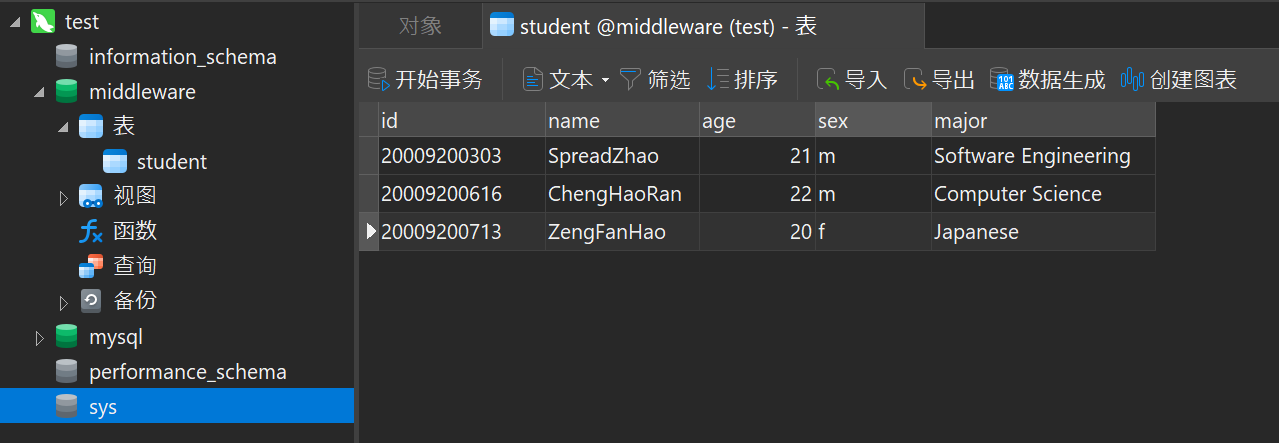 test
information_schema
middleware
表
student
视图
函数
查询
备份
mysql
performance_schema
sys
对象
student @middleware (test) - 表
开始事务 文本 筛选 排序 导入 导出 数据生成 创建图表
id name age sex major
20009200303 SpreadZhao 21 m Software Engineering
20009200616 ChengHaoRan 22 m Computer Science
20009200713 ZengFanHao 20 f Japanese